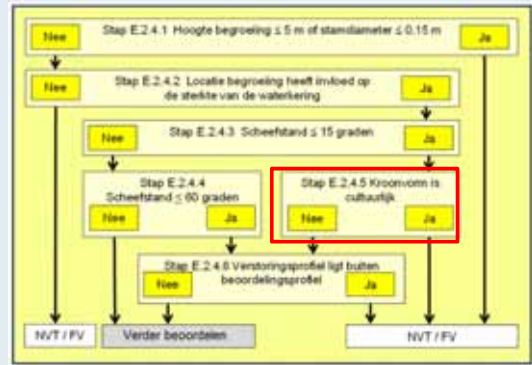 Stap E.2.4.1 Hoogte begroeiing ≤ 5 m of stamdiameter ≤ 0.15 m
Nee
Ja
Stap E.2.4.2 Locatie begroeiing heeft invloed op
de sterkte van de waterkering
Nee
Ja
Stap E.2.4.3 Scheefstand ≤ 15 graden
Nee
Ja
Stap E.2.4.4
Scheefstand ≤ 60 graden
Nee
Ja
Stap E.2.4.5 Kroonvorm is
cultuurlijk
Nee
Ja
Stap E.2.4.6 Verstoringsprofiel ligt buiten
beoordelingsprofiel
Nee
Ja
NVT / FV
Verder beoordelen
NVT / FV